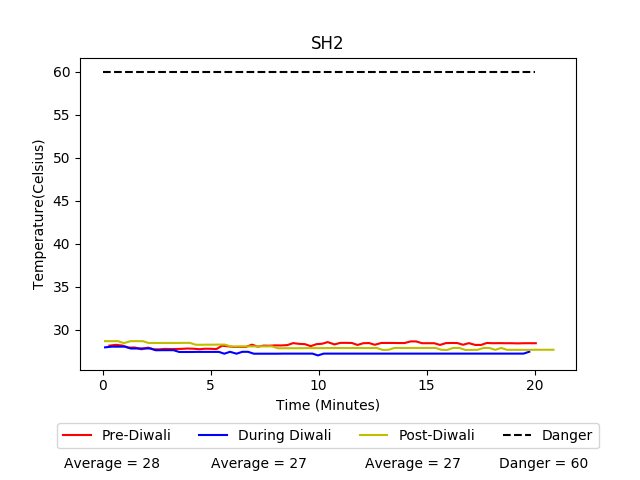 SH2
60
55
50
45
40
35
30
Temperature(Celsius)
0 5 10 15 20
Time (Minutes)
Pre-Diwali During Diwali Post-Diwali Danger
Average = 28 Average = 27 Average = 27 Danger = 60